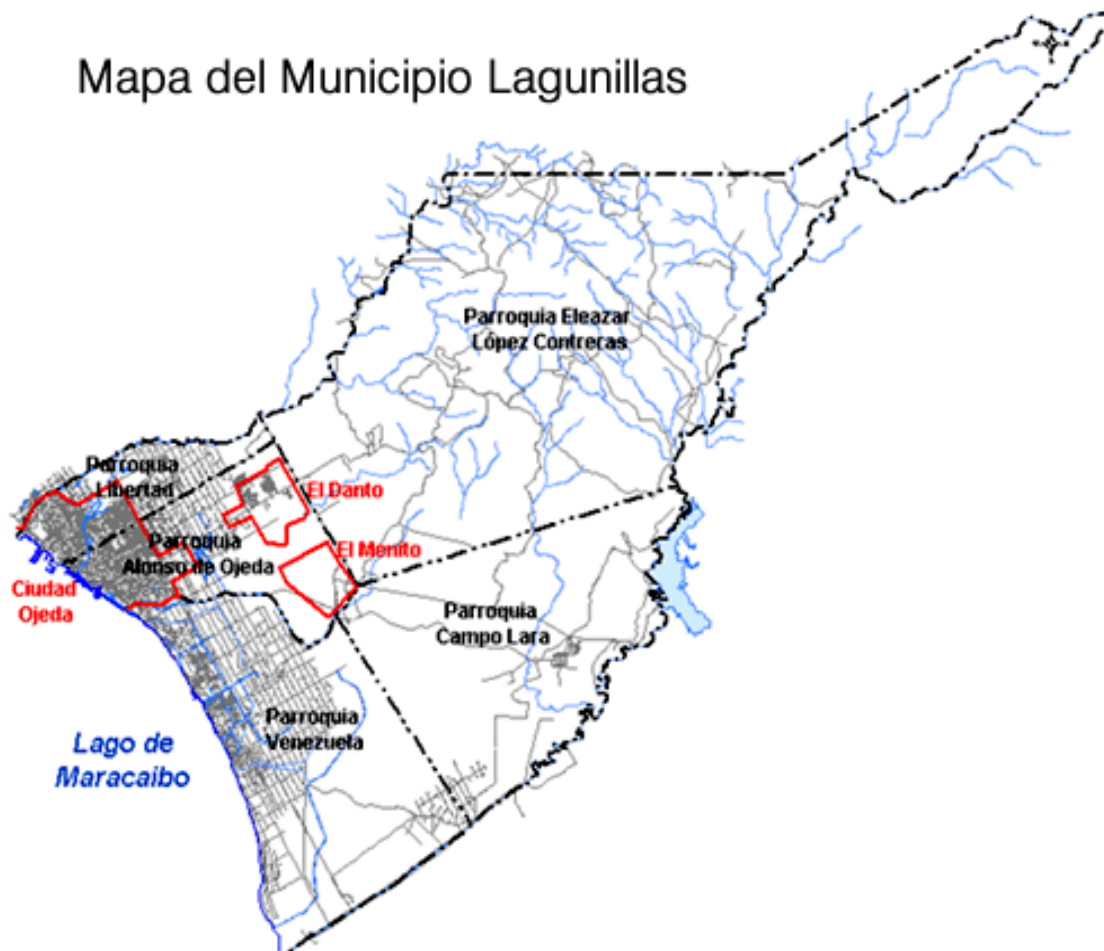 Mapa del Municipio Lagunillas
Parroquia Eleazar
López Contreras
Parroquia
Libertad
El Danto
Parroquia
Alonso de Ojeda
El Menito
Ciudad
Ojeda
Parroquia
Campo Lara
Parroquia
Venezuela
Lago de
Maracaibo